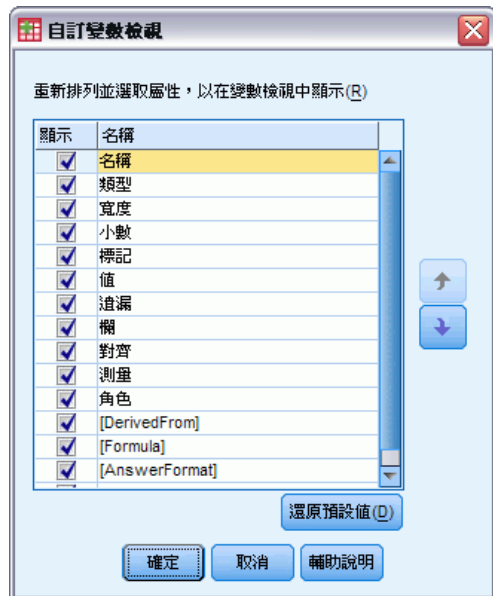 自訂變數檢視
重新排列並選取屬性，以在變數檢視中顯示(R)
顯示 名稱
名稱
類型
寬度
小數
標記
值
遺漏
欄
對齊
測量
角色
[DerivedFrom]
[Formula]
[AnswerFormat]
還原預設值(D)
確定 取消 輔助說明